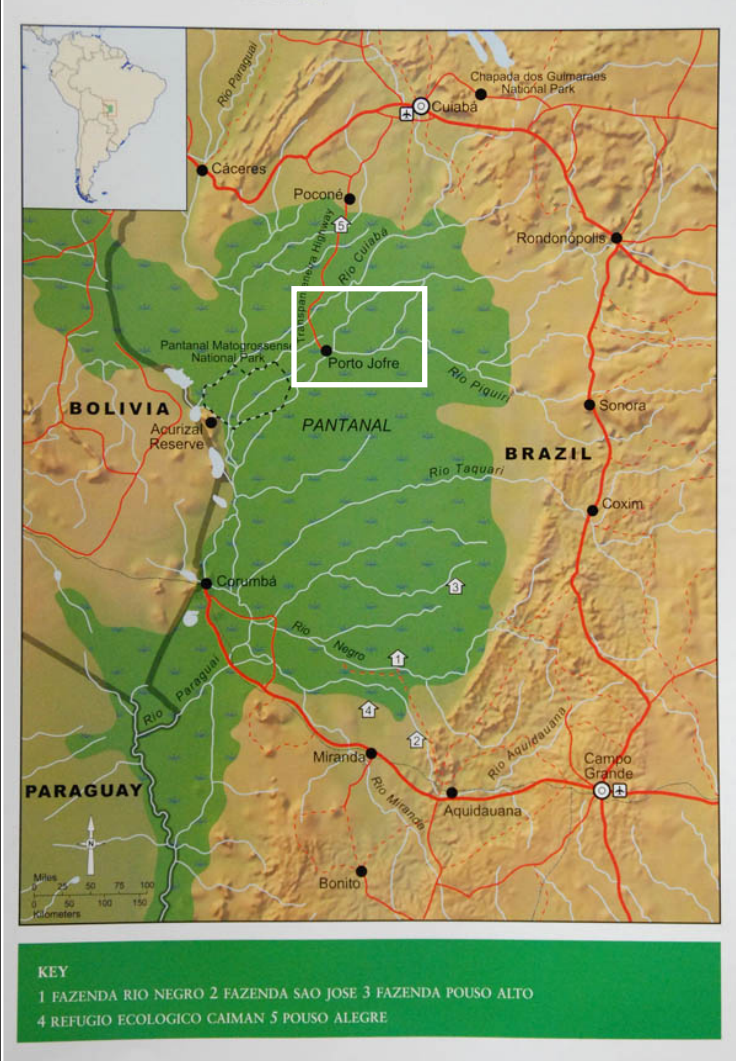 Rio Paraguai
Chapada dos Guimaraes
National Park
Cuiabá
Cáceres
Poconé
5
Transpantaneira Highway
Rio Cuiabá
Rondonópolis
Pantanal Matogrossense
National Park
Porto Jofre
Rio Piquiri
BOLIVIA
Acurizal
Reserve
PANTANAL
Sonora
BRAZIL
Rio Taquari
Coxim
Corumbá
3
Rio Negro
1
Rio Paraguai
4
2
Rio Aquidauana
Miranda
Campo
Grande
PARAGUAY
Rio Miranda
Aquidauana
N
Bonito
Miles
0 25 50 75 100
0 50 100 150
Kilometers
KEY
1 FAZENDA RIO NEGRO 2 FAZENDA SAO JOSE 3 FAZENDA POUSO ALTO
4 REFUGIO ECOLOGICO CAIMAN 5 POUSO ALEGRE